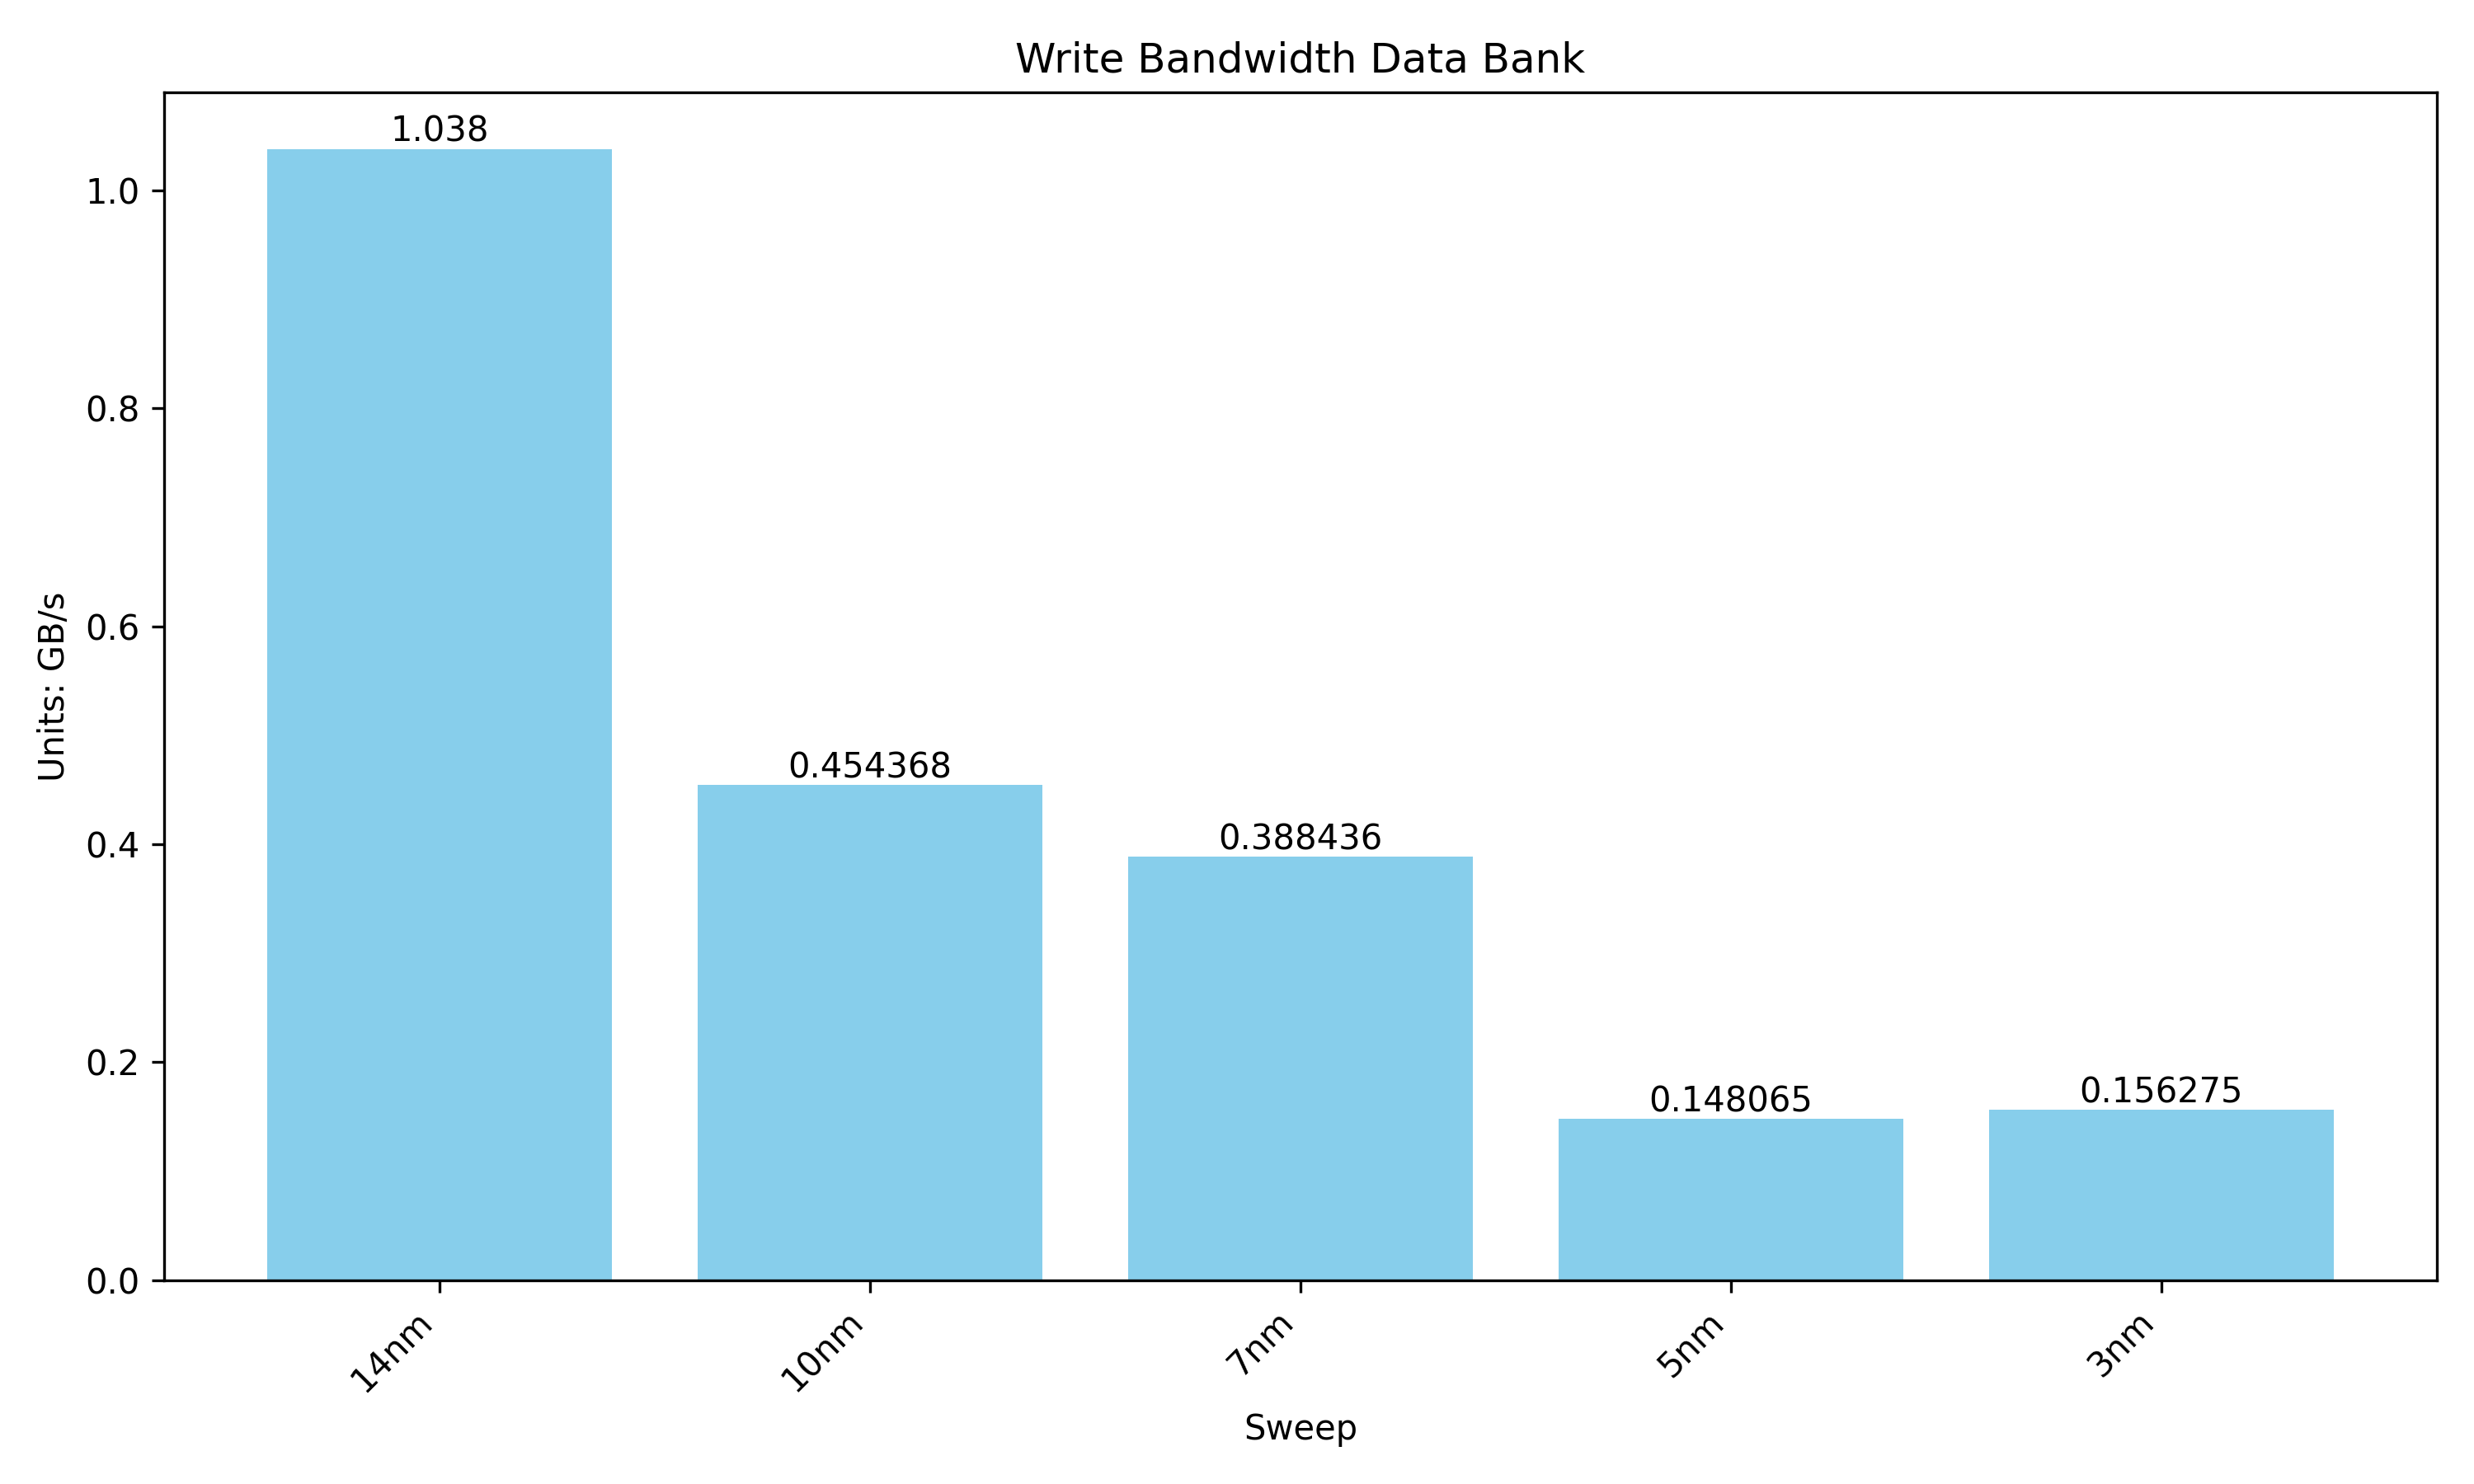 Write Bandwidth Data Bank
Units: GB/s
1.0
0.8
0.6
0.4
0.2
0.0
1.038
0.454368
0.388436
0.148065
0.156275
14nm
10nm
7nm
5nm
3nm
Sweep